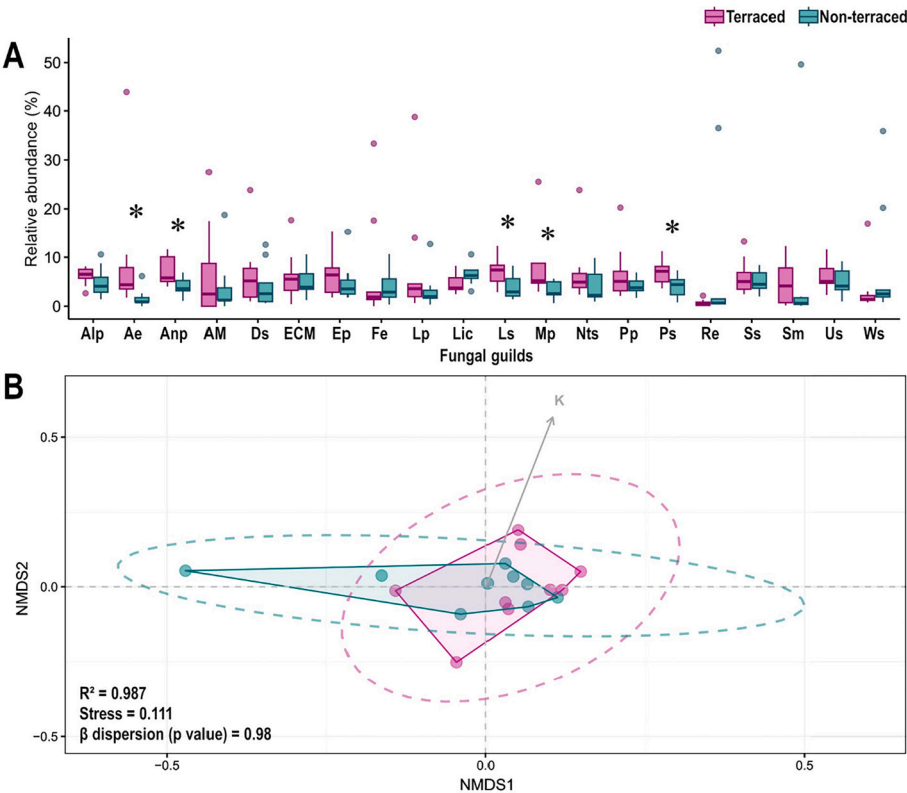 Terraced Non-terraced
A
Relative abundance (%)
50
40
30
20
10
0
* * * * *
Alp Ae Anp AM Ds ECM Ep Fe Lp Lic Ls Mp Nts Pp Ps Re Ss Sm Us Ws
Fungal guilds
B
K
NMDS2
0.5
0.0
−0.5
R² = 0.987
Stress = 0.111
β dispersion (p value) = 0.98
−0.5 0.0 0.5
NMDS1